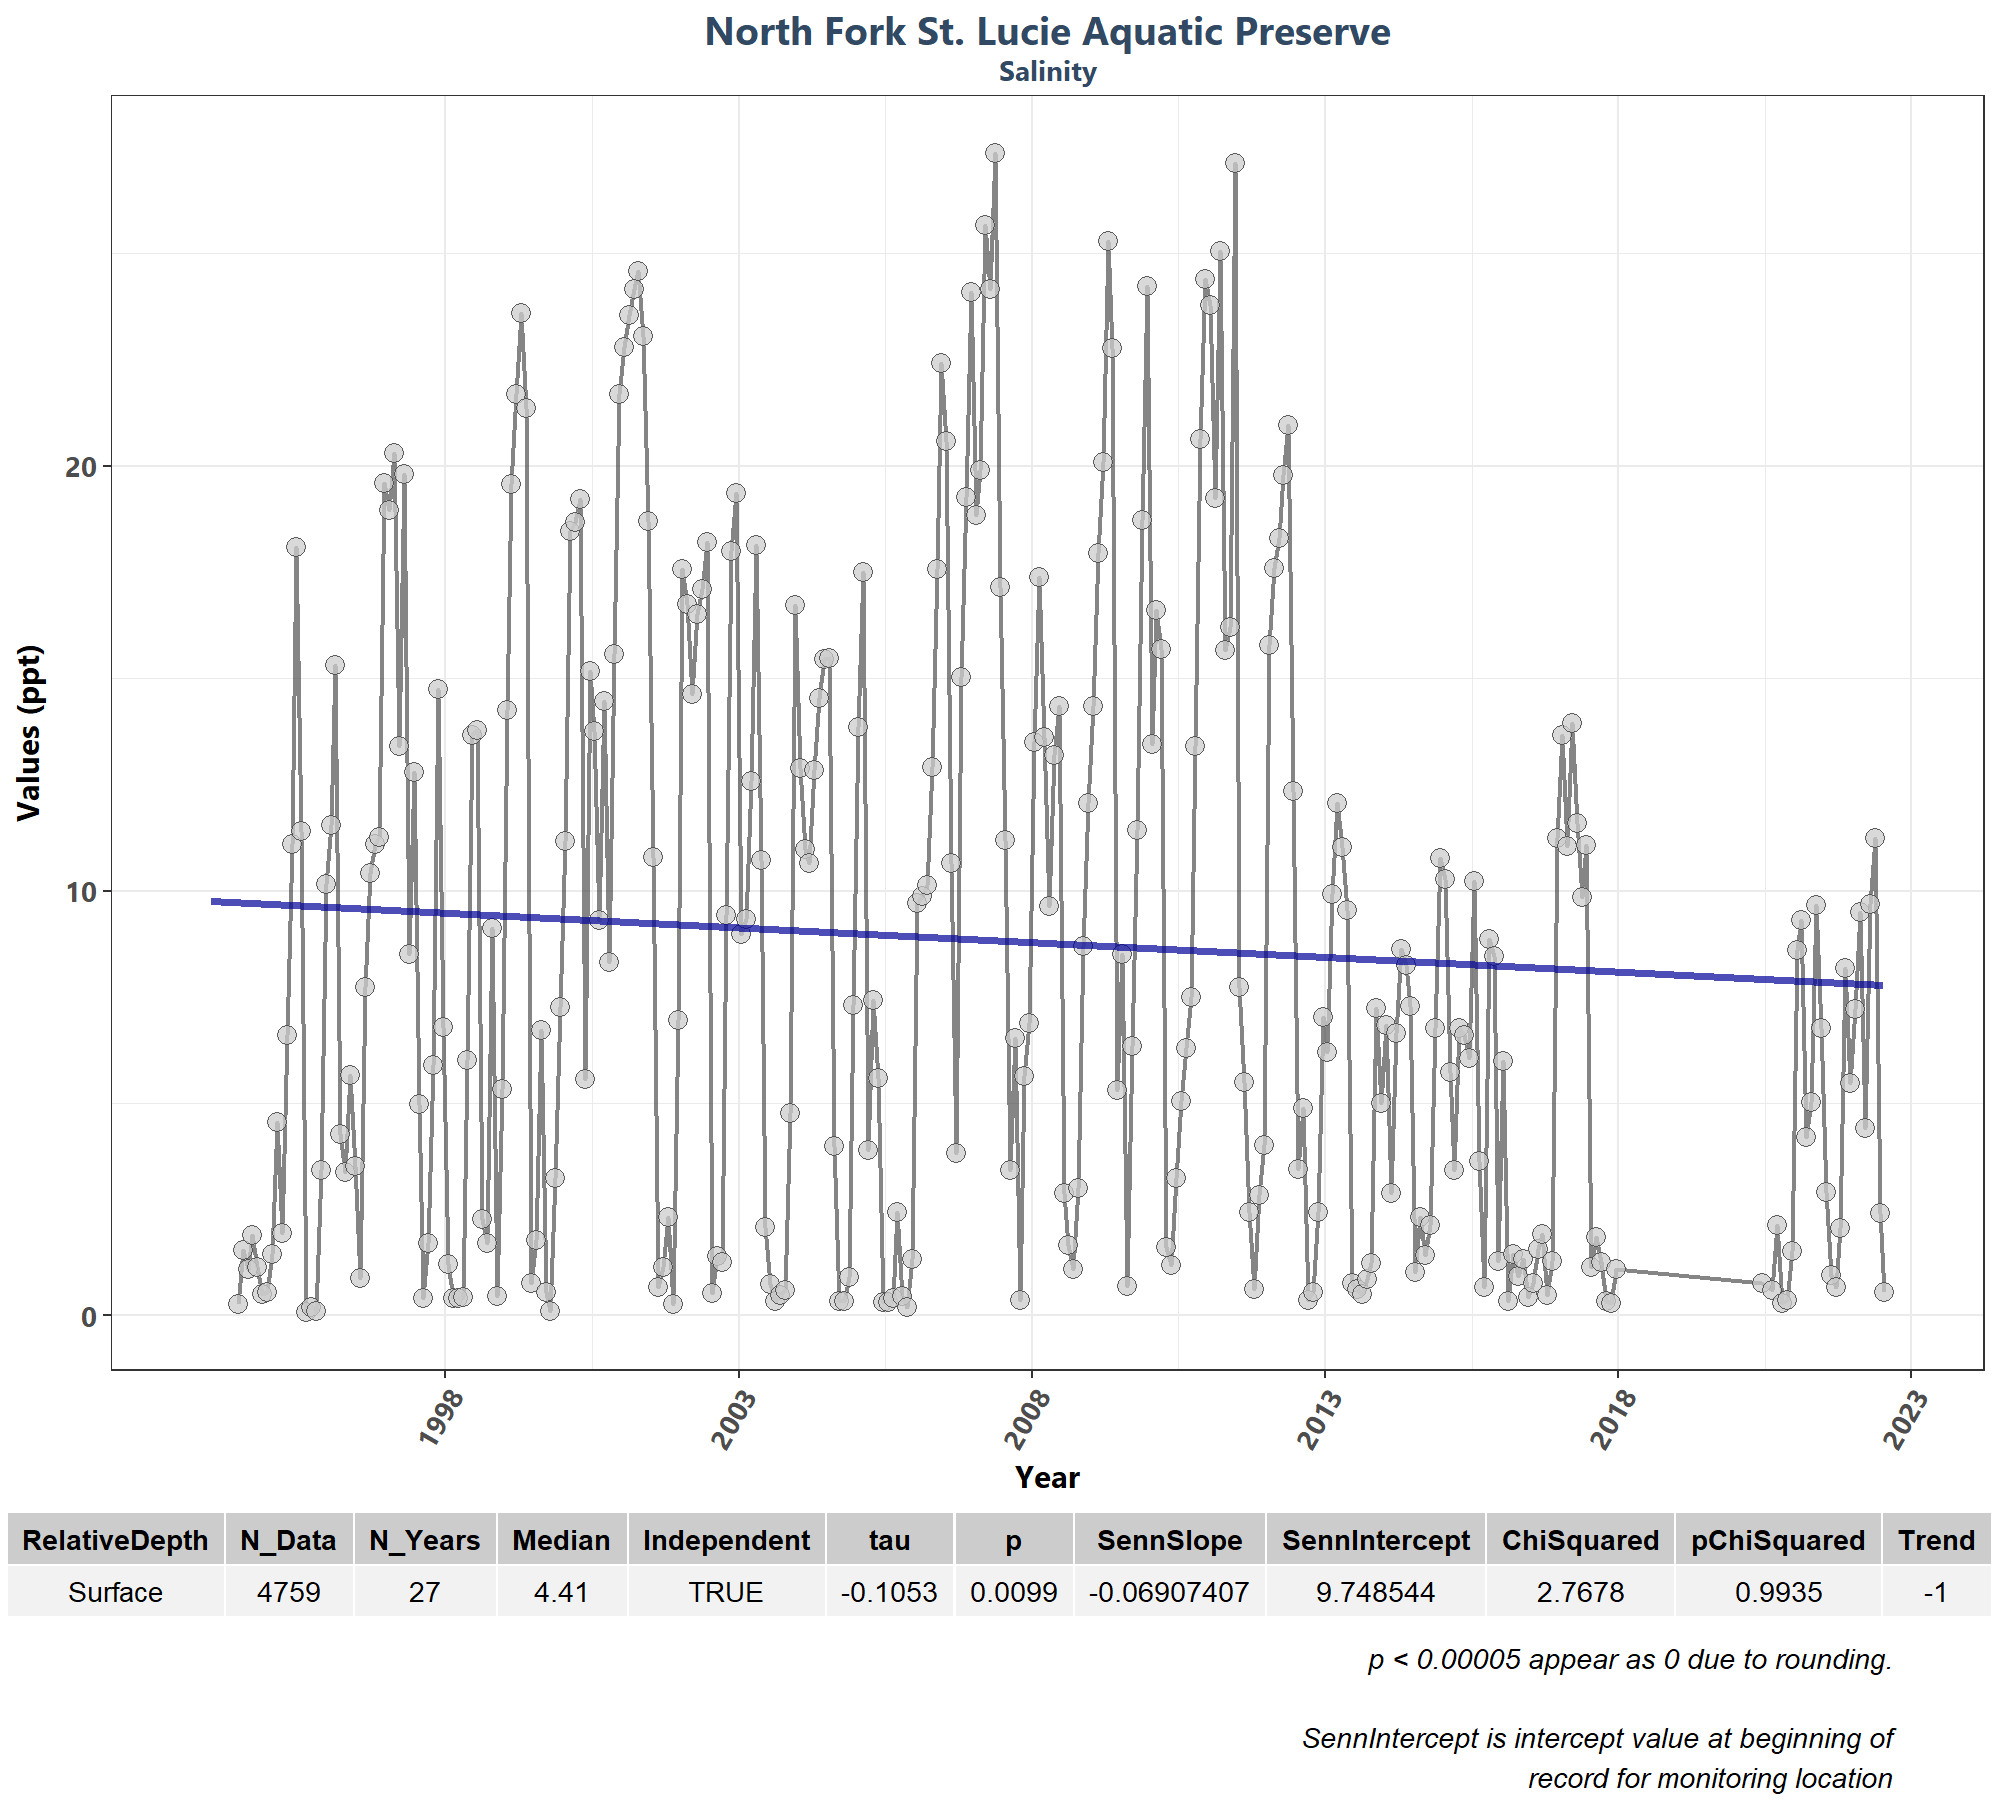 North Fork St. Lucie Aquatic Preserve
Salinity
Values (ppt)
20
10
0
1998 2003 2008 2013 2018 2023
Year
RelativeDepth N_Data N_Years Median Independent tau p SennSlope SennIntercept ChiSquared pChiSquared Trend
Surface 4759 27 4.41 TRUE -0.1053 0.0099 -0.06907407 9.748544 2.7678 0.9935 -1
p < 0.00005 appear as 0 due to rounding.
SennIntercept is intercept value at beginning of
record for monitoring location